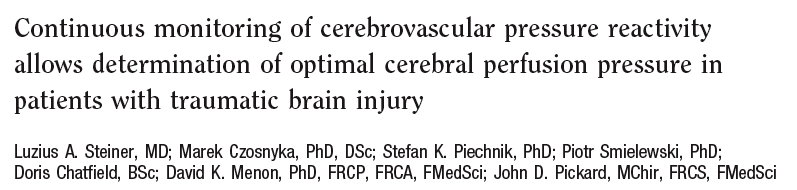 Continuous monitoring of cerebrovascular pressure reactivity
allows determination of optimal cerebral perfusion pressure in
patients with traumatic brain injury
Luzius A. Steiner, MD; Marek Czosnyka, PhD, DSc; Stefan K. Piechnik, PhD; Piotr Smielewski, PhD;
Doris Chatfield, BSc; David K. Menon, PhD, FRCP, FRCA, FMedSci; John D. Pickard, MChir, FRCS, FMedSci